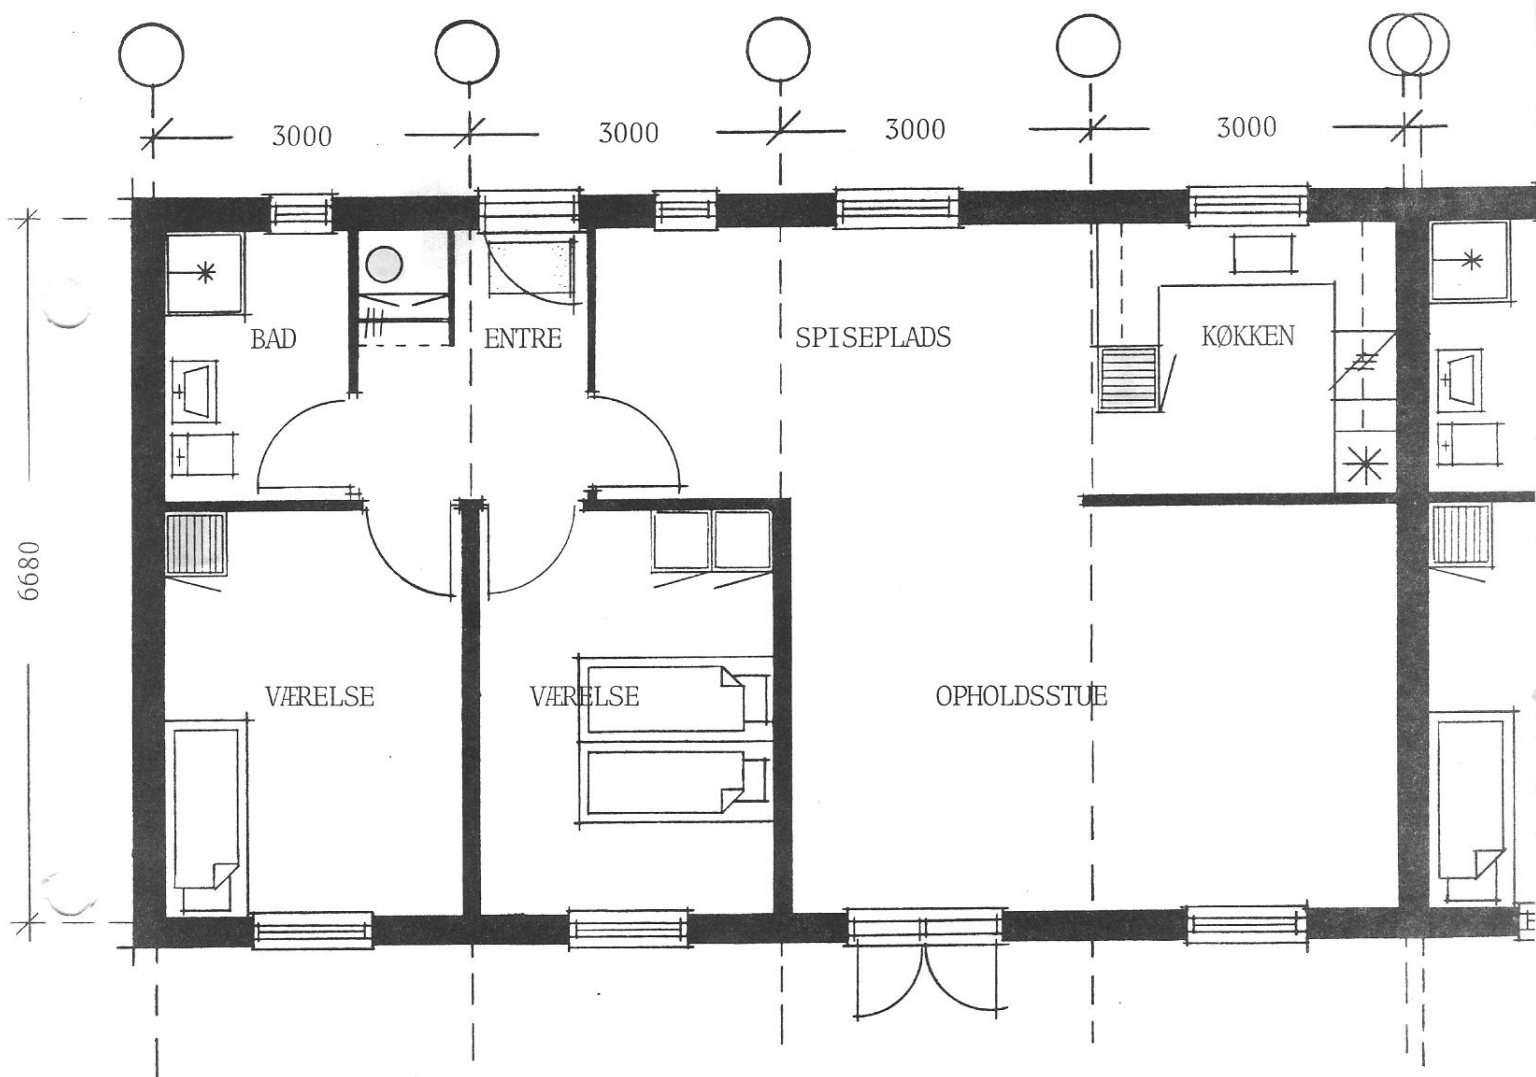 3000
3000
3000
3000
BAD
ENTRE
SPISEPLADS
KØKKEN
6680
VÆRELSE
VÆRELSE
OPHOLDSSTUE